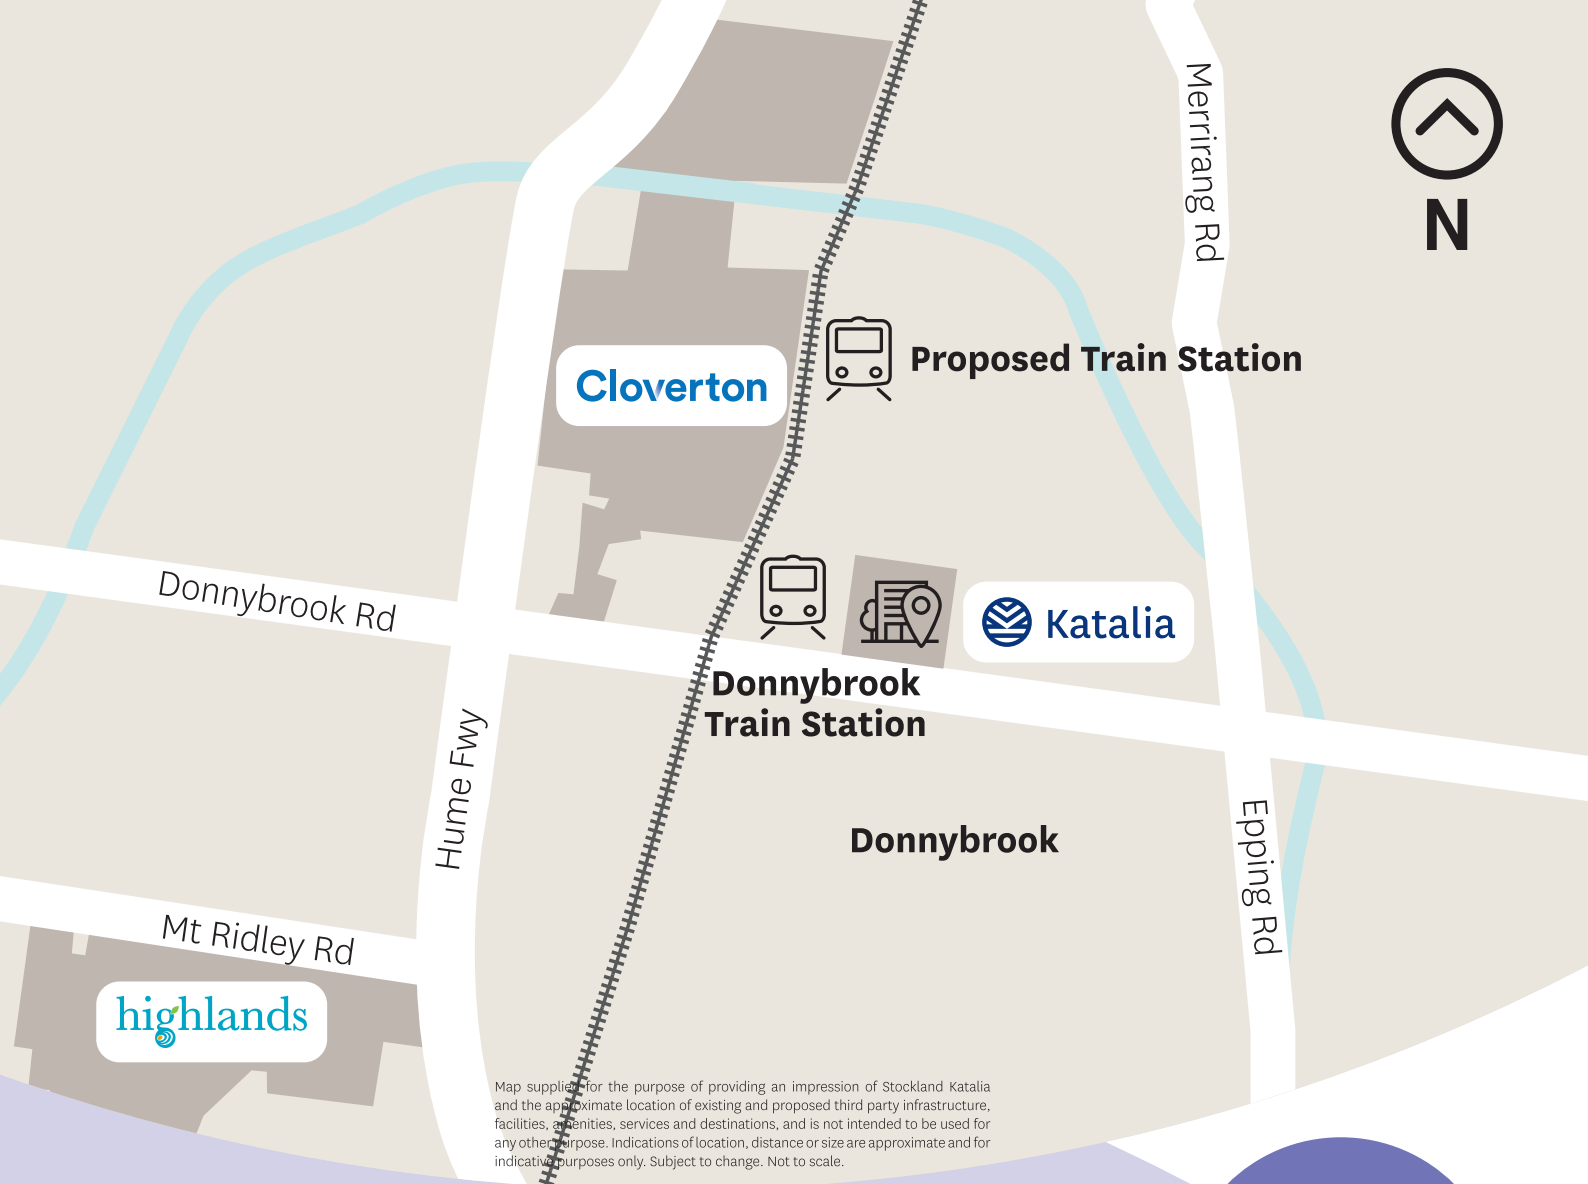 Merrirang Rd
N
Proposed Train Station
Cloverton
Donnybrook Rd
Katalia
Donnybrook
Train Station
Hume Fwy
Donnybrook
Epping Rd
Mt Ridley Rd
highlands
Map supplied for the purpose of providing an impression of Stockland Katalia
and the approximate location of existing and proposed third party infrastructure,
facilities, amenities, services and destinations, and is not intended to be used for
any other purpose. Indications of location, distance or size are approximate and for
indicative purposes only. Subject to change. Not to scale.